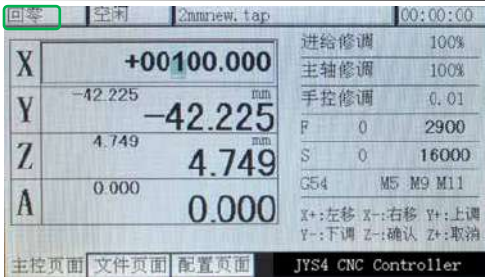 回零 空闲 2mmnew.tap 00:00:00
X +00100.000
进给修调 100%
主轴修调 100%
Y -42.225 mm -42.225
手控修调 0.01
F 0 2900
Z 4.749 mm 4.749
S 0 16000
G54 M5 M9 M11
A 0.000 0.000
X+:左移 X-:右移 Y+:上调
Y-:下调 Z-:确认 Z+:取消
主控页面 文件页面 配置页面 JYS4 CNC Controller